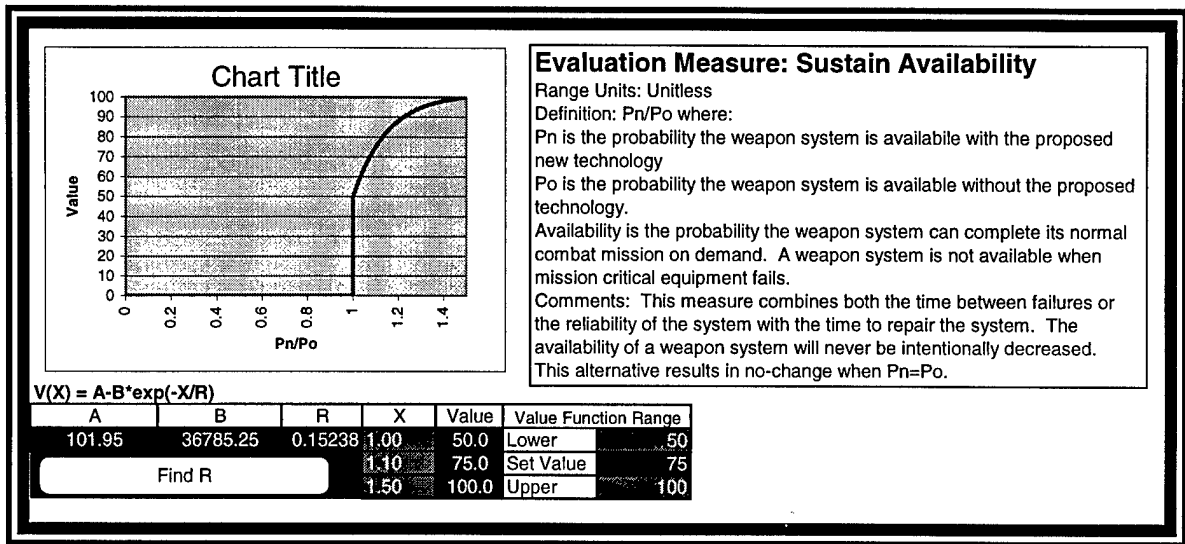 Chart Title
100
90
80
70
60
50
40
30
20
10
0
Value
0
0.2
0.4
0.6
0.8
1
1.2
1.4
Pn/Po
Evaluation Measure: Sustain Availability
Range Units: Unitless
Definition: Pn/Po where:
Pn is the probability the weapon system is availabile with the proposed
new technology
Po is the probability the weapon system is available without the proposed
technology.
Availability is the probability the weapon system can complete its normal
combat mission on demand.  A weapon system is not available when
mission critical equipment fails.
Comments:  This measure combines both the time between failures or
the reliability of the system with the time to repair the system.  The
availability of a weapon system will never be intentionally decreased.
This alternative results in no-change when Pn=Po.
V(X) = A-B*exp(-X/R)
A B R X Value Value Function Range
101.95 36785.25 0.15238 1.00 50.0 Lower 50
Find R 1.10 75.0 Set Value 75
1.50 100.0 Upper 100